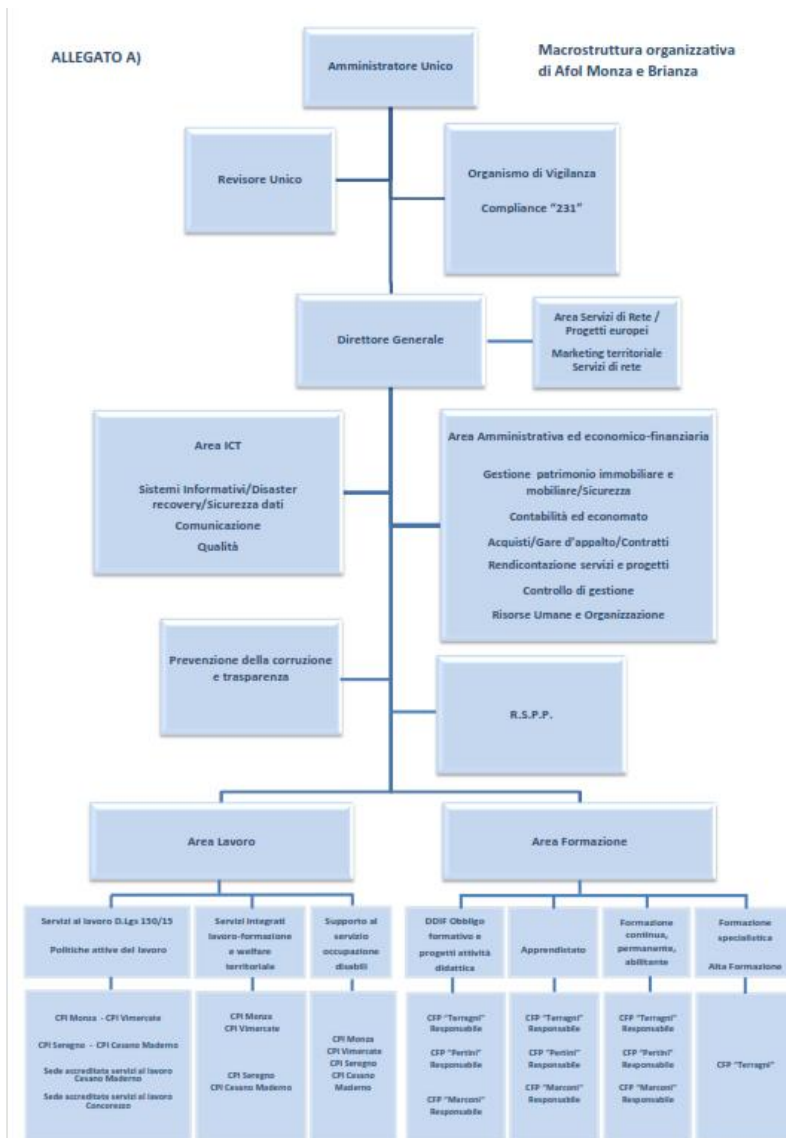 ALLEGATO A)
Macrostruttura organizzativa
di Afol Monza e Brianza
Amministratore Unico
Revisore Unico
Organismo di Vigilanza
Compliance “231”
Direttore Generale
Area Servizi di Rete /
Progetti europei
Marketing territoriale
Servizi di rete
Area ICT
Sistemi Informativi/Disaster
recovery/Sicurezza dati
Comunicazione
Qualità
Area Amministrativa ed economico-finanziaria
Gestione patrimonio immobiliare e
mobiliare/Sicurezza
Contabilità ed economato
Acquisti/Gare d’appalto/Contratti
Rendicontazione servizi e progetti
Controllo di gestione
Risorse Umane e Organizzazione
Prevenzione della corruzione
e trasparenza
R.S.P.P.
Area Lavoro
Area Formazione
Servizi al lavoro D.Lgs 150/15
Politiche attive del lavoro
Servizi integrati
lavoro-formazione
e welfare
territoriale
Supporto al
servizio
occupazione
disabili
DDIF Obbligo
formativo e
progetti attività
didattica
Apprendistato
Formazione
continua,
permanente,
abilitante
Formazione
specialistica
Alta Formazione
CPI Monza - CPI Vimercate
CPI Seregno - CPI Cesano Maderno
Sede accreditata servizi al lavoro
Cesano Maderno
Sede accreditata servizi al lavoro
Concorezzo
CPI Monza
CPI Vimercate
CPI Seregno
CPI Cesano Maderno
CPI Monza
CPI Vimercate
CPI Seregno
CPI Cesano
Maderno
CFP “Terragni”
Responsabile
CFP “Pertini”
Responsabile
CFP “Marconi”
Responsabile
CFP “Terragni”
Responsabile
CFP “Pertini”
Responsabile
CFP “Marconi”
Responsabile
CFP “Terragni”
Responsabile
CFP “Pertini”
Responsabile
CFP “Marconi”
Responsabile
CFP “Terragni”